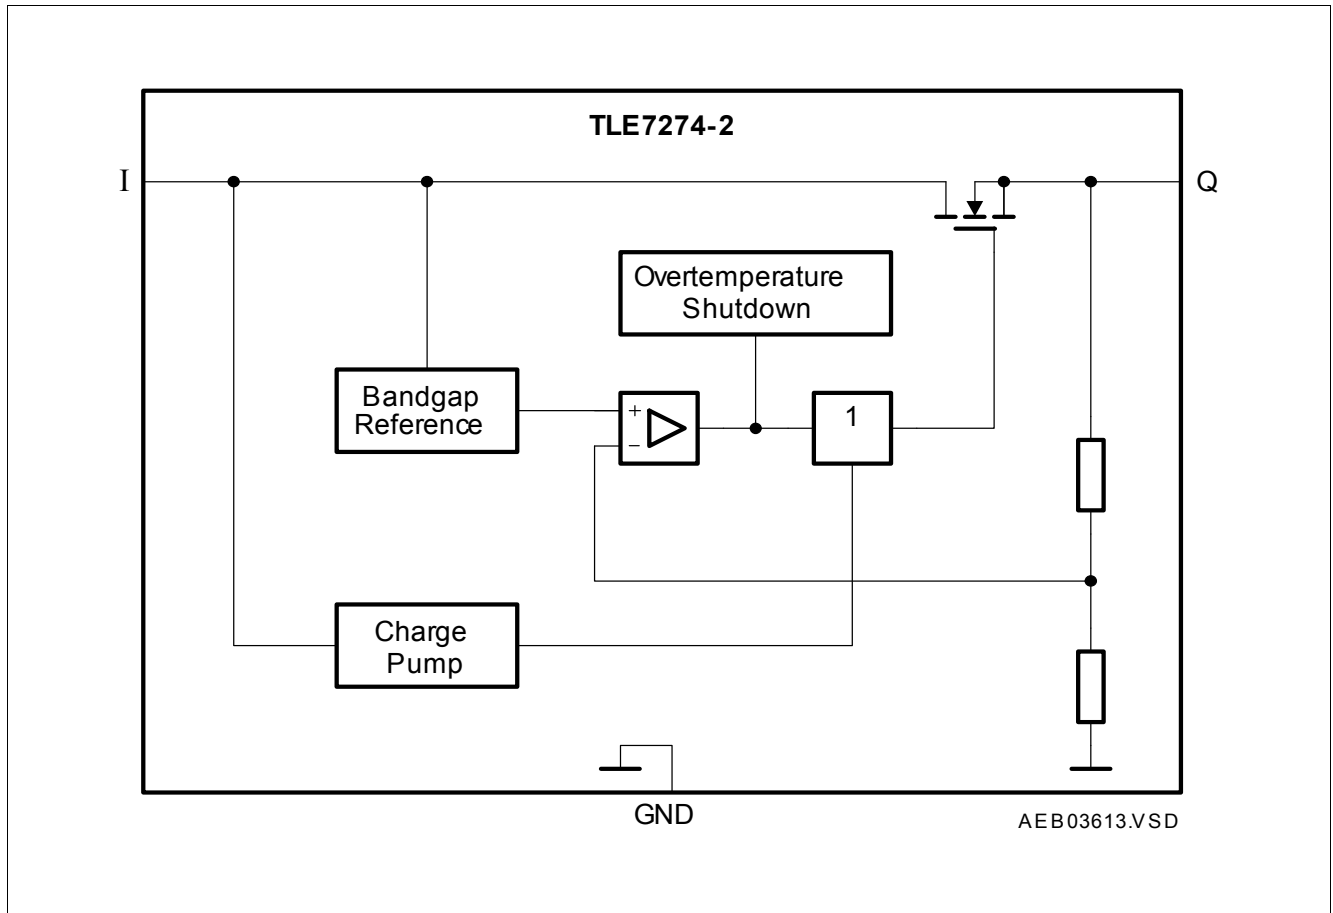 TLE7274-2
I
Q
Overtemperature
Shutdown
Bandgap
Reference
+
−
1
Charge
Pump
GND
AEB03613.VSD